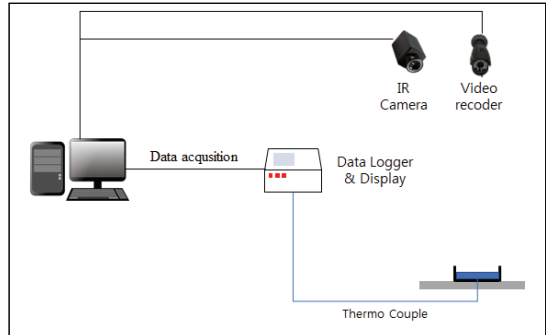 IR
Camera
Video
recoder
Data acqusition
Data Logger
& Display
Thermo Couple